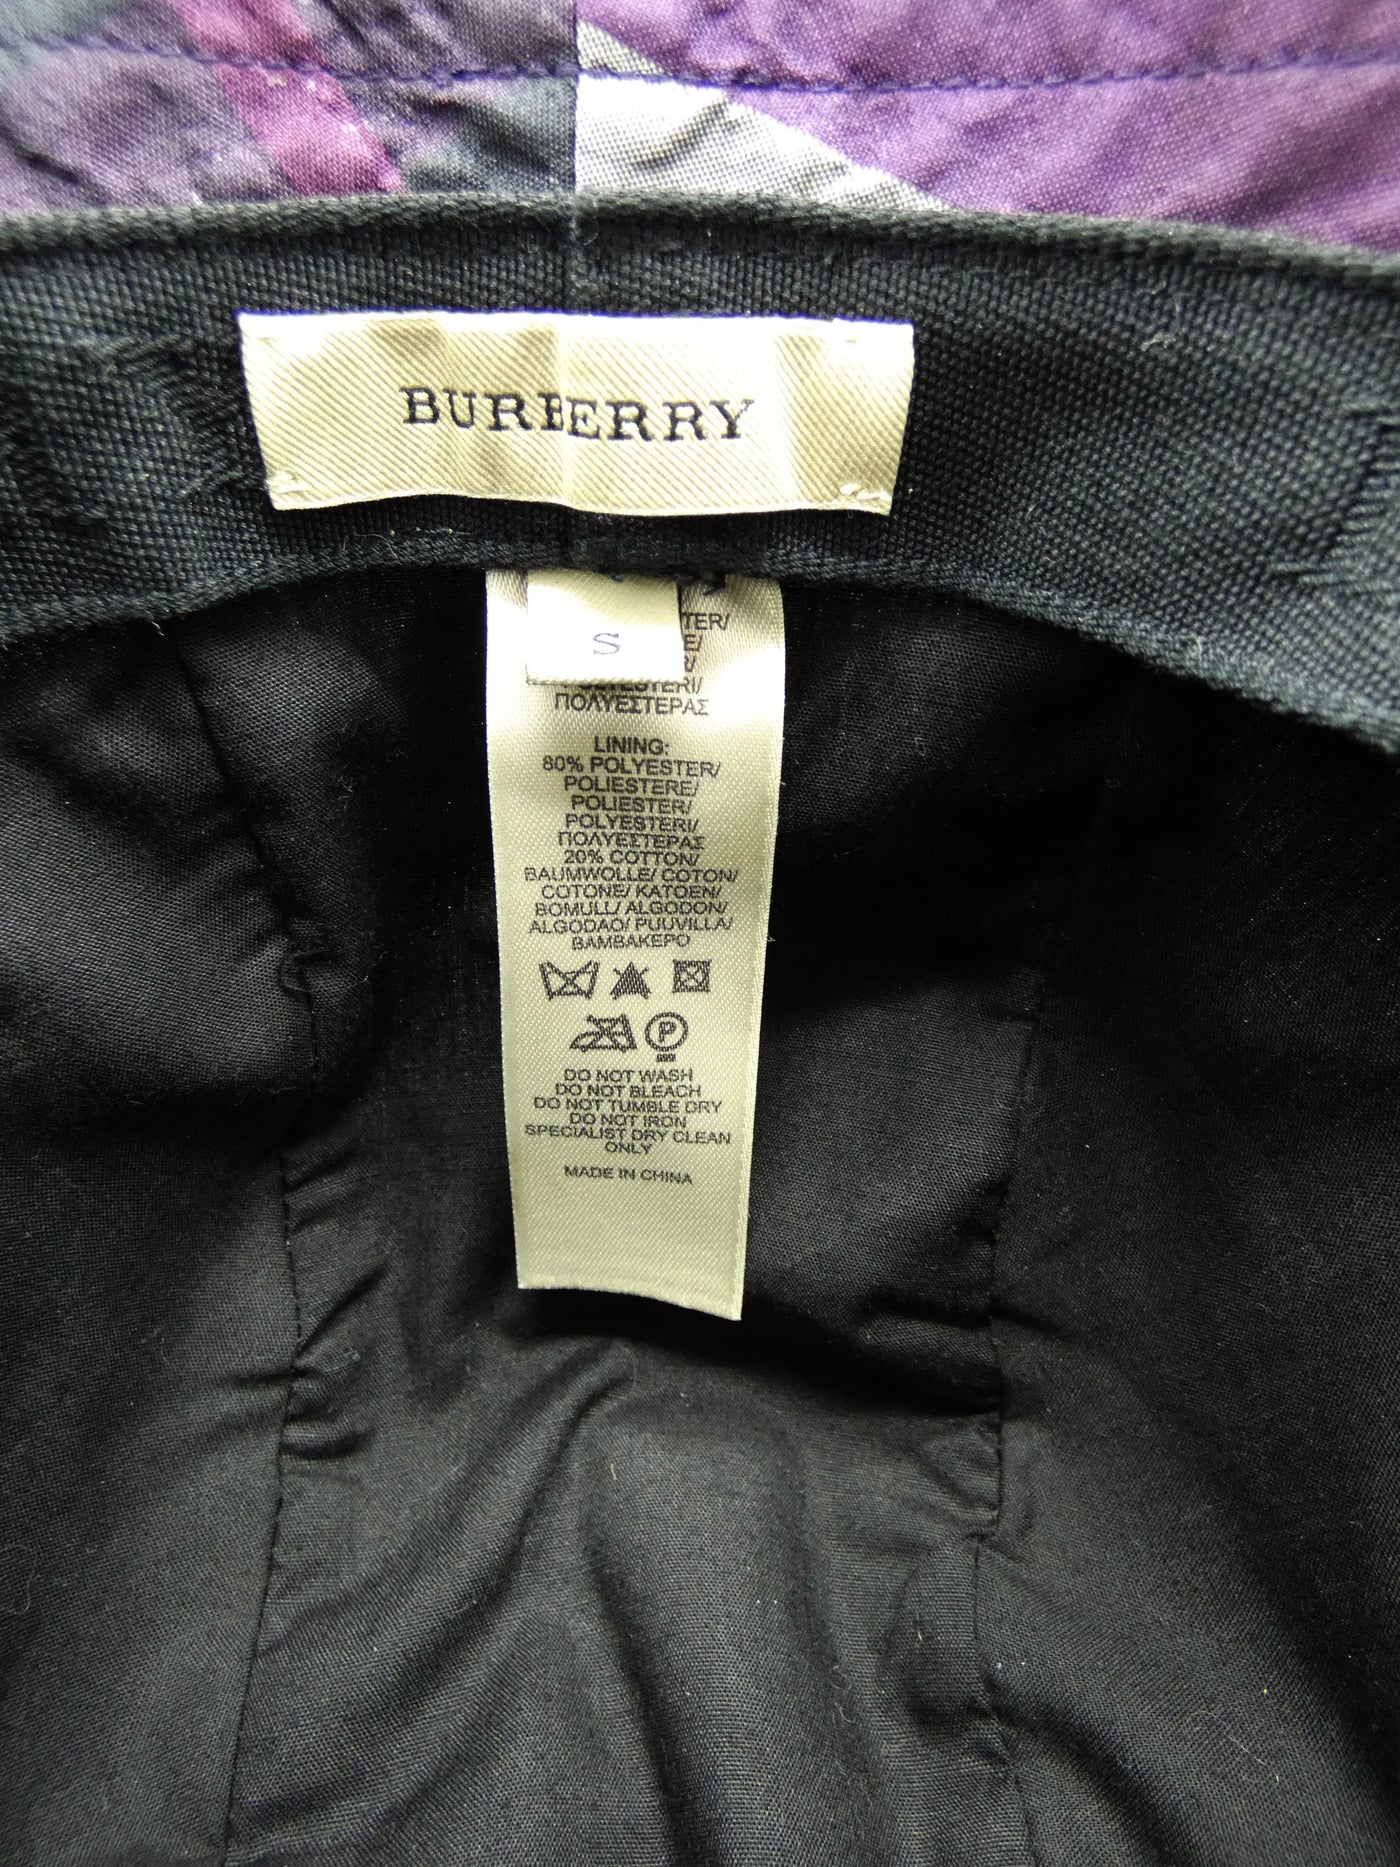 BURBERRY
S
TER/
E/
R/
ΠΟΛΥΕΣΤΕΡΑΣ
LINING:
80% POLYESTER/
POLIESTERE/
POLIESTER/
POLYESTERI/
ΠΟΛΥΕΣΤΕΡΑΣ
20% COTTON/
BAUMWOLLE/ COTON/
COTONE/ KATOEN/
BOMULL/ ALGODON/
ALGODAO/ PUUVILLA/
ΒΑΜΒΑΚΕΡΟ
P
DO NOT WASH
DO NOT BLEACH
DO NOT TUMBLE DRY
DO NOT IRON
SPECIALIST DRY CLEAN
ONLY
MADE IN CHINA